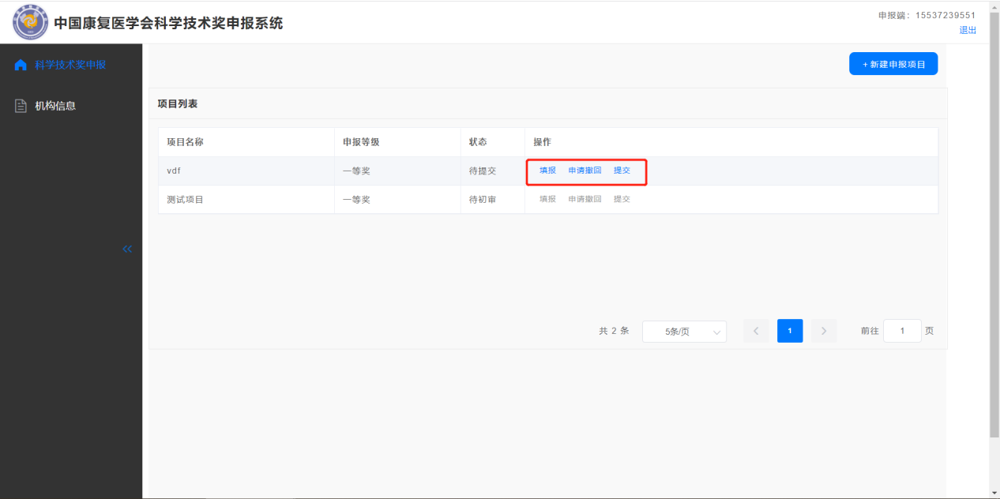 中国康复医学会科学技术奖申报系统
申报端：15537239551
退出
科学技术奖申报
机构信息
+ 新建申报项目
项目列表
项目名称 申报等级 状态 操作
vdf 一等奖 待提交 填报 申请撤回 提交
测试项目 一等奖 待初审 填报 申请撤回 提交
共 2 条 5条/页 1 前往 1 页